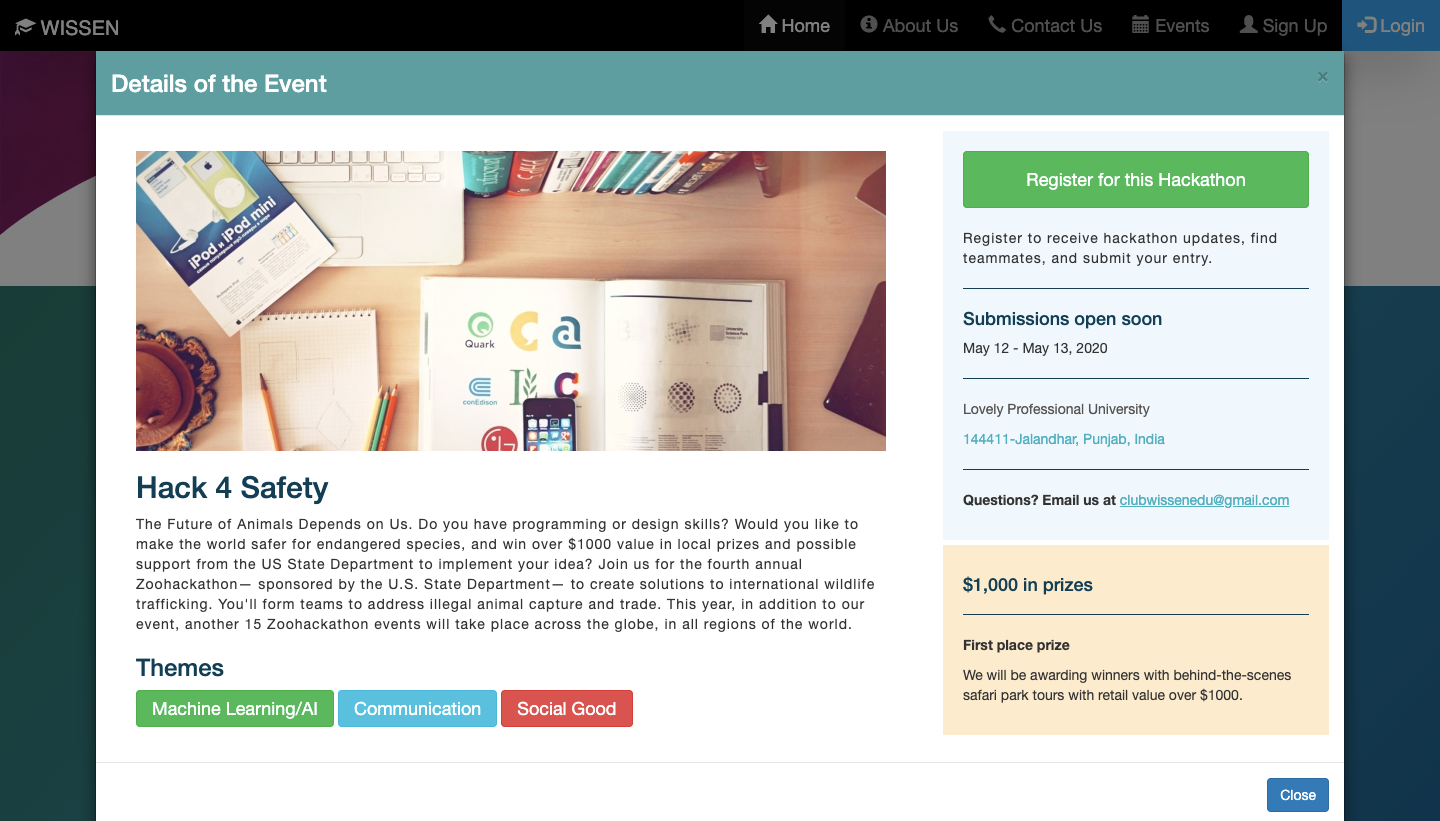 WISSEN
Home
About Us
Contact Us
Events
Sign Up
Login
Details of the Event
×
iPod и iPod mini
Quark
conEdison
University
Science Park
Register for this Hackathon
Register to receive hackathon updates, find
teammates, and submit your entry.
Submissions open soon
May 12 - May 13, 2020
Lovely Professional University
144411-Jalandhar, Punjab, India
Questions? Email us at clubwissenedu@gmail.com
Hack 4 Safety
The Future of Animals Depends on Us. Do you have programming or design skills? Would you like to
make the world safer for endangered species, and win over $1000 value in local prizes and possible
support from the US State Department to implement your idea? Join us for the fourth annual
Zoohackathon— sponsored by the U.S. State Department— to create solutions to international wildlife
trafficking. You'll form teams to address illegal animal capture and trade. This year, in addition to our
event, another 15 Zoohackathon events will take place across the globe, in all regions of the world.
Themes
Machine Learning/AI
Communication
Social Good
$1,000 in prizes
First place prize
We will be awarding winners with behind-the-scenes
safari park tours with retail value over $1000.
Close